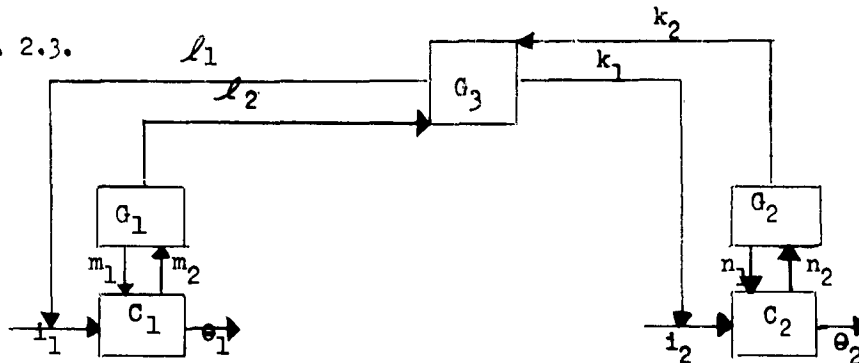 . 2.3.
ℓ₁
k₂
k₁
ℓ₂
G₃
G₁
G₂
m₁
m₂
n₁
n₂
i₁
C₁
θ₁
i₂
C₂
θ₂